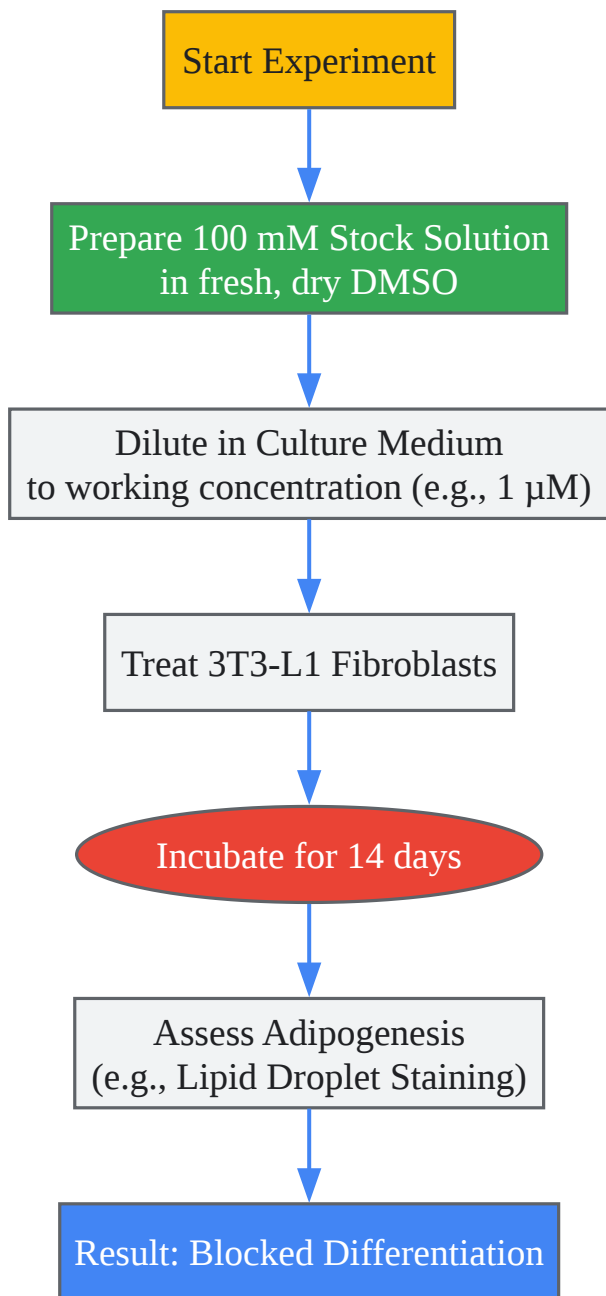 Start Experiment
Prepare 100 mM Stock Solution
in fresh, dry DMSO
Dilute in Culture Medium
to working concentration (e.g., 1 µM)
Treat 3T3-L1 Fibroblasts
Incubate for 14 days
Assess Adipogenesis
(e.g., Lipid Droplet Staining)
Result: Blocked Differentiation